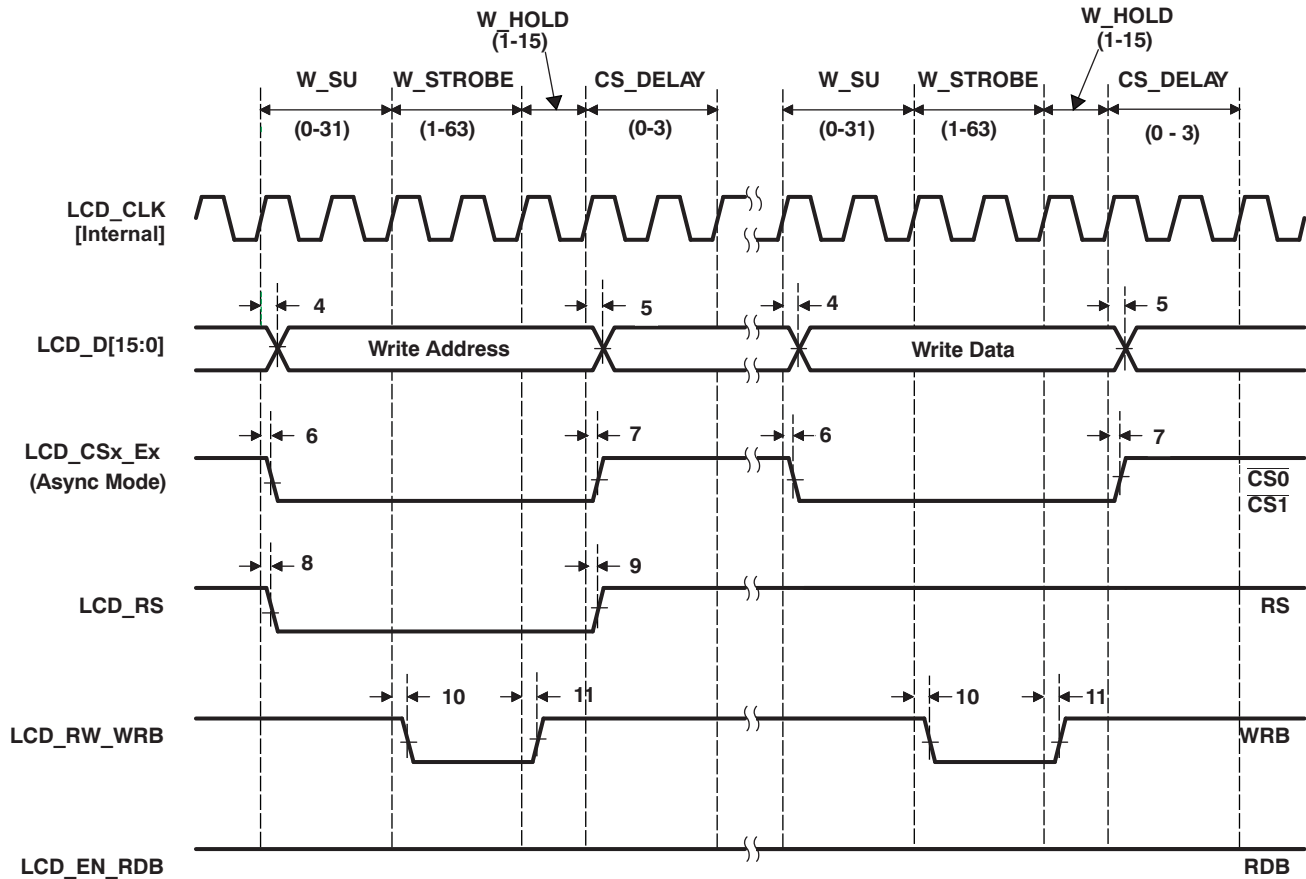 W_HOLD
(1-15)
W_SU
W_STROBE
CS_DELAY
(0-31)
(1-63)
(0-3)
W_HOLD
(1-15)
W_SU
W_STROBE
CS_DELAY
(0-31)
(1-63)
(0 - 3)
LCD_CLK
[Internal]
4
5
4
5
LCD_D[15:0]
Write Address
Write Data
6
7
6
7
LCD_CSx_Ex
(Async Mode)
CS0
CS1
8
9
LCD_RS
RS
10
11
10
11
LCD_RW_WRB
WRB
LCD_EN_RDB
RDB